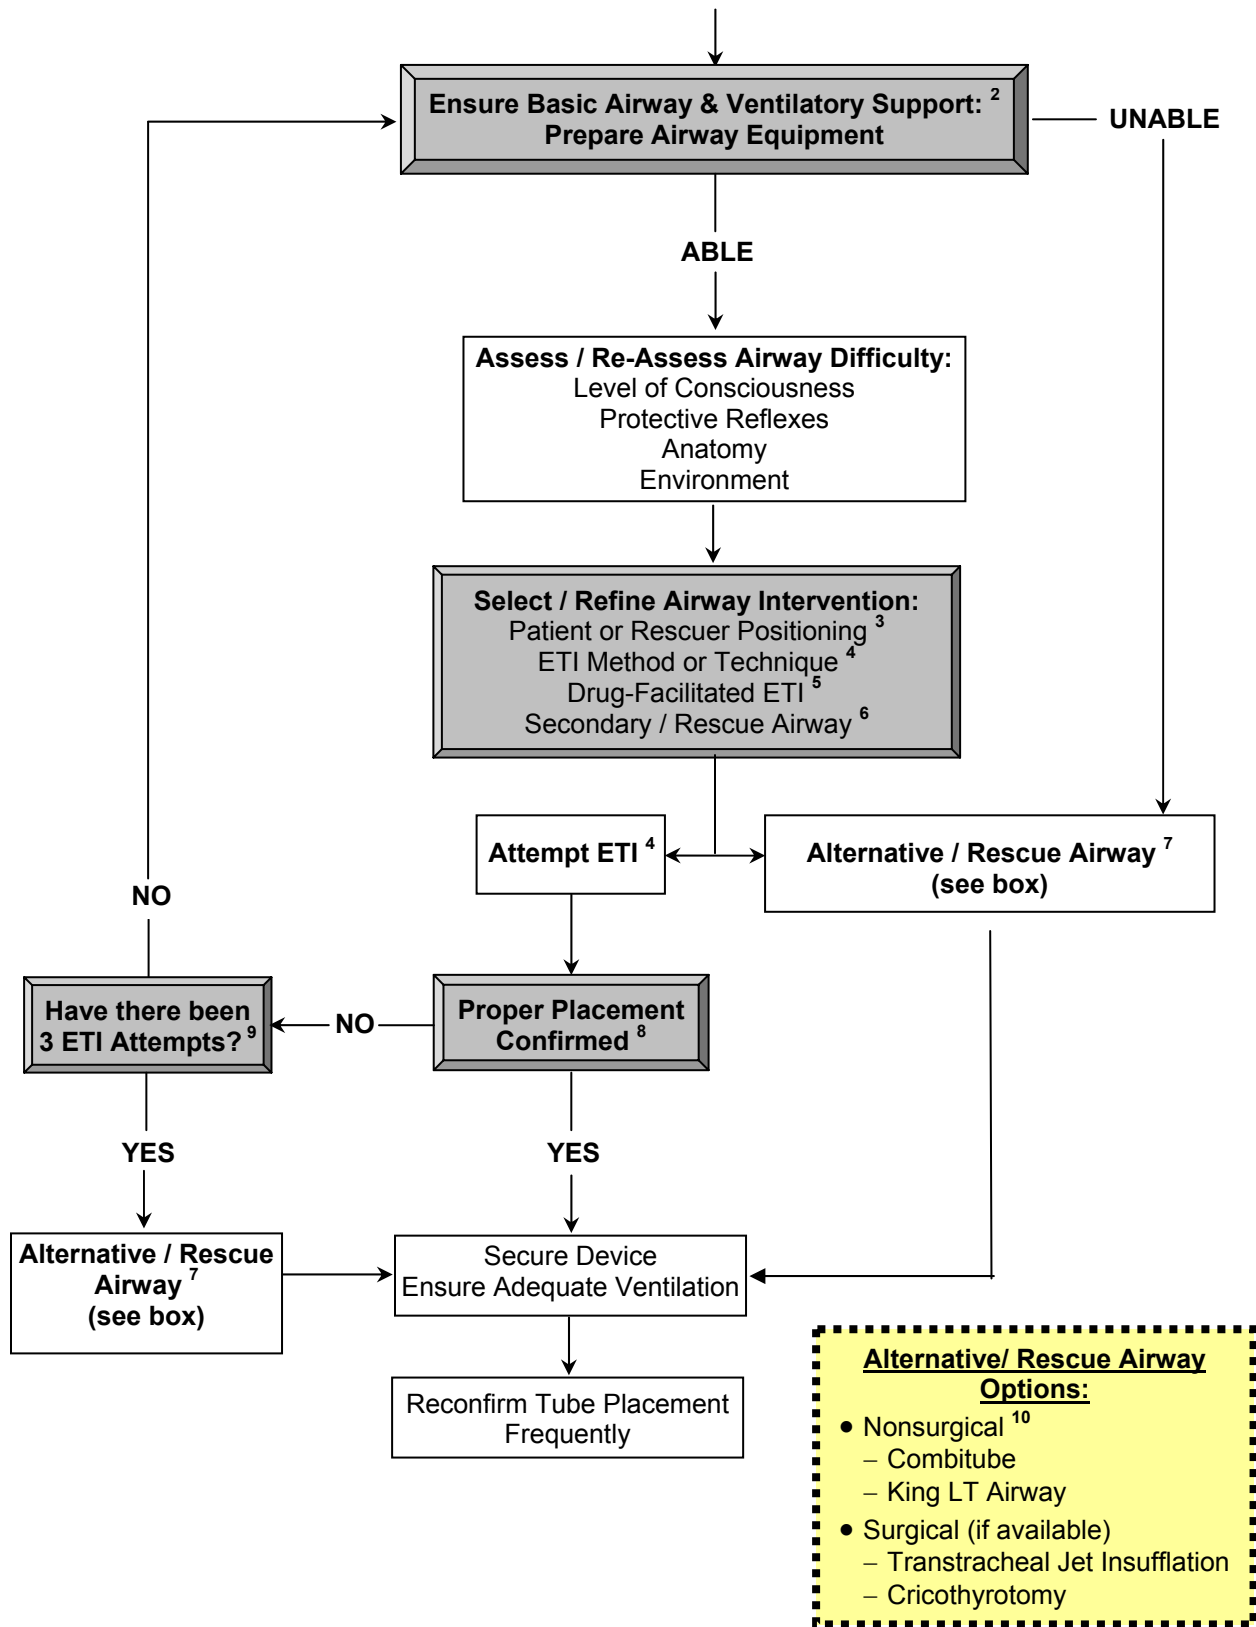 Ensure Basic Airway & Ventilatory Support: 2
Prepare Airway Equipment
UNABLE
ABLE
Assess / Re-Assess Airway Difficulty:
Level of Consciousness
Protective Reflexes
Anatomy
Environment
Select / Refine Airway Intervention:
Patient or Rescuer Positioning 3
ETI Method or Technique 4
Drug-Facilitated ETI 5
Secondary / Rescue Airway 6
Attempt ETI 4
Alternative / Rescue Airway 7
(see box)
NO
Have there been
3 ETI Attempts? 9
NO
Proper Placement
Confirmed 8
YES
YES
Alternative / Rescue
Airway 7
(see box)
Secure Device
Ensure Adequate Ventilation
Reconfirm Tube Placement
Frequently
Alternative/ Rescue Airway
Options:
• Nonsurgical 10
– Combitube
– King LT Airway
• Surgical (if available)
– Transtracheal Jet Insufflation
– Cricothyrotomy